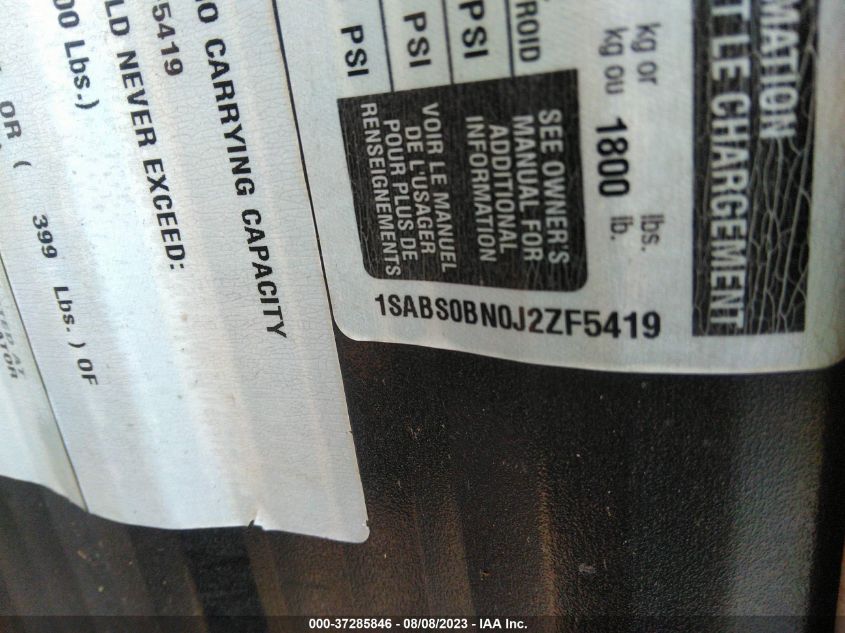 MATION
LE CHARGEMENT
kg or
kg ou
1800
lbs.
lb.
ROID
PSI
PSI
PSI
SEE OWNER'S
MANUAL FOR
ADDITIONAL
INFORMATION
VOIR LE MANUEL
DE L'USAGER
POUR PLUS DE
RENSEIGNEMENTS
1SABS0BN0J2ZF5419
O CARRYING CAPACITY
5419
LD NEVER EXCEED:
00 Lbs.)
OR (
399 Lbs.) OF
000-37285846 - 08/08/2023 - IAA Inc.